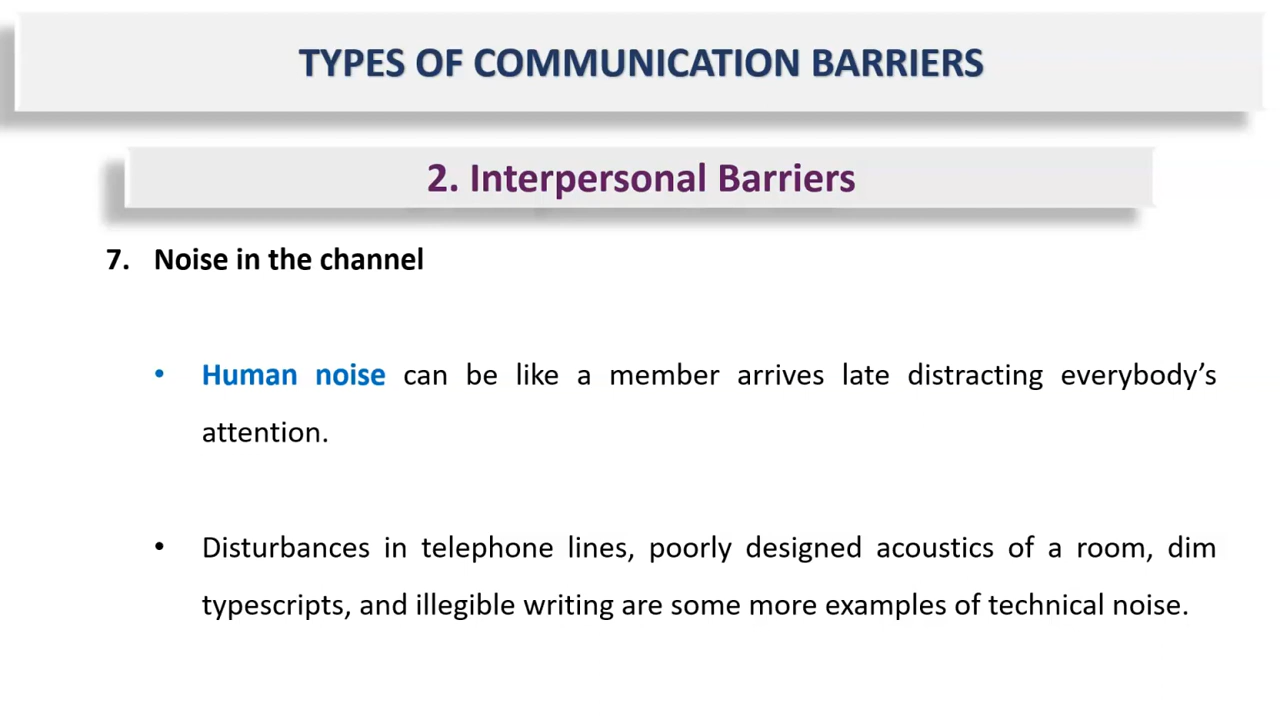 TYPES OF COMMUNICATION BARRIERS
2. Interpersonal Barriers
7. Noise in the channel
• Human noise can be like a member arrives late distracting everybody’s
attention.
• Disturbances in telephone lines, poorly designed acoustics of a room, dim
typescripts, and illegible writing are some more examples of technical noise.